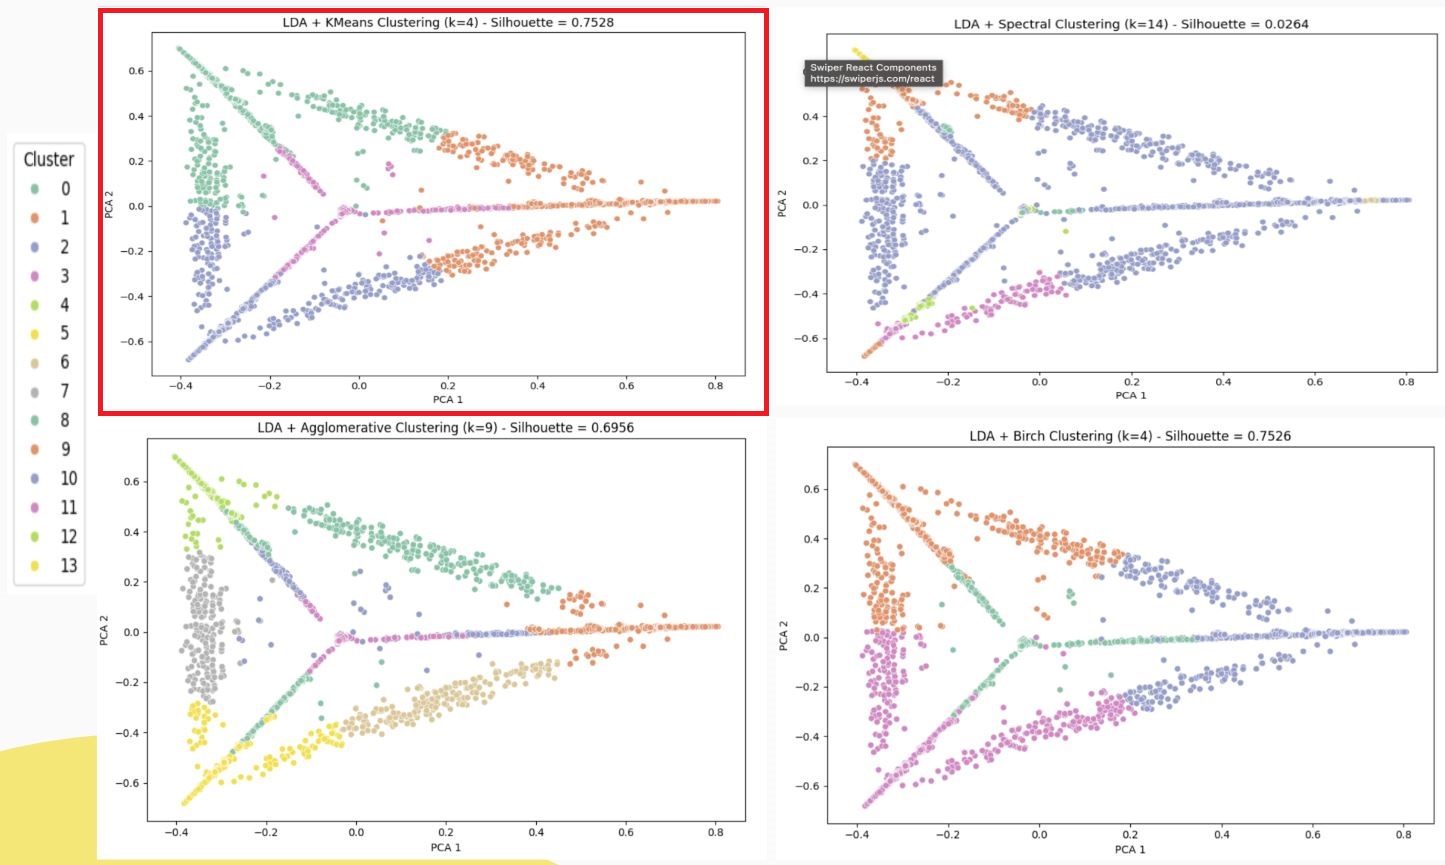 LDA + KMeans Clustering (k=4) - Silhouette = 0.7528
PCA 2
0.6
0.4
0.2
0.0
−0.2
−0.4
−0.6
−0.4 −0.2 0.0 0.2 0.4 0.6 0.8
PCA 1
LDA + Spectral Clustering (k=14) - Silhouette = 0.0264
Swiper React Components
https://swiperjs.com/react
PCA 2
0.4
0.2
0.0
−0.2
−0.4
−0.6
−0.4 −0.2 0.0 0.2 0.4 0.6 0.8
PCA 1
Cluster
0
1
2
3
4
5
6
7
8
9
10
11
12
13
LDA + Agglomerative Clustering (k=9) - Silhouette = 0.6956
PCA 2
0.6
0.4
0.2
0.0
−0.2
−0.4
−0.6
−0.4 −0.2 0.0 0.2 0.4 0.6 0.8
PCA 1
LDA + Birch Clustering (k=4) - Silhouette = 0.7526
PCA 2
0.6
0.4
0.2
0.0
−0.2
−0.4
−0.6
−0.4 −0.2 0.0 0.2 0.4 0.6 0.8
PCA 1